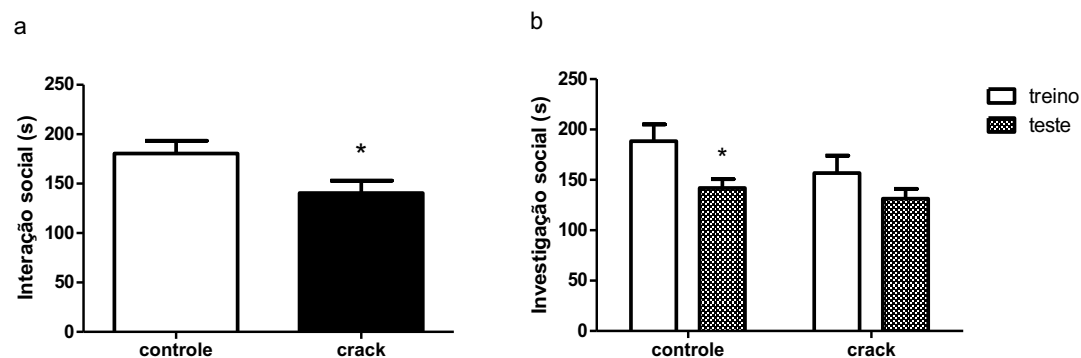 a
Interação social (s)
250
200
150
100
50
0
*
controle
crack
b
Investigação social (s)
250
200
150
100
50
0
*
controle
crack
treino
teste